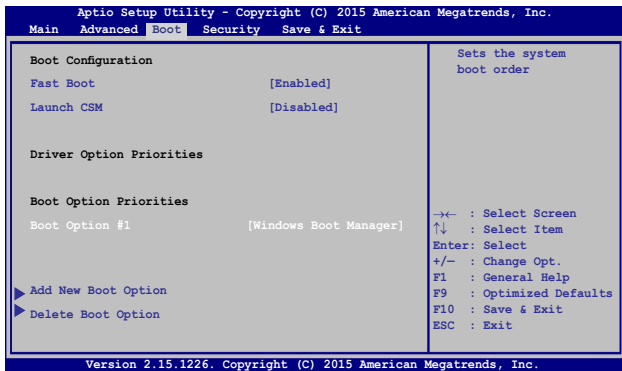 Aptio Setup Utility - Copyright (C) 2015 American Megatrends, Inc.
Main Advanced Boot Security Save & Exit
Boot Configuration
Fast Boot [Enabled]
Launch CSM [Disabled]
Driver Option Priorities
Boot Option Priorities
Boot Option #1 [Windows Boot Manager]
Add New Boot Option
Delete Boot Option
Sets the system
boot order
→← : Select Screen
↑↓ : Select Item
Enter: Select
+/— : Change Opt.
F1 : General Help
F9 : Optimized Defaults
F10 : Save & Exit
ESC : Exit
Version 2.15.1226. Copyright (C) 2015 American Megatrends, Inc.